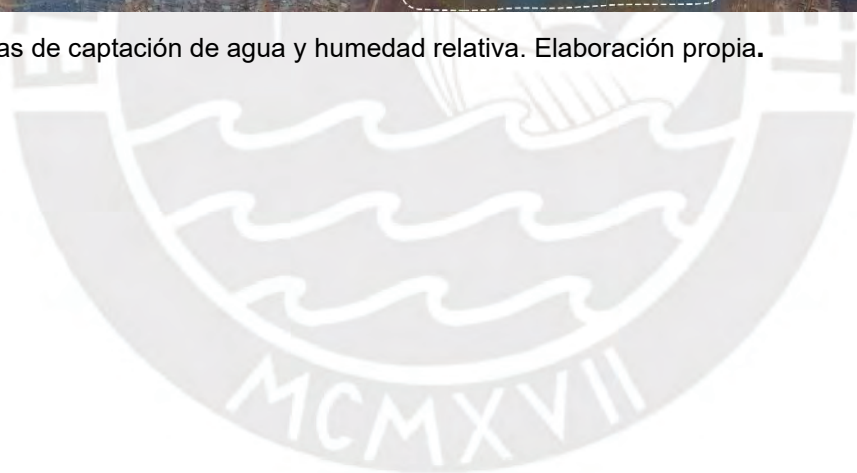 as de captación de agua y humedad relativa. Elaboración propia.
MCMXVII